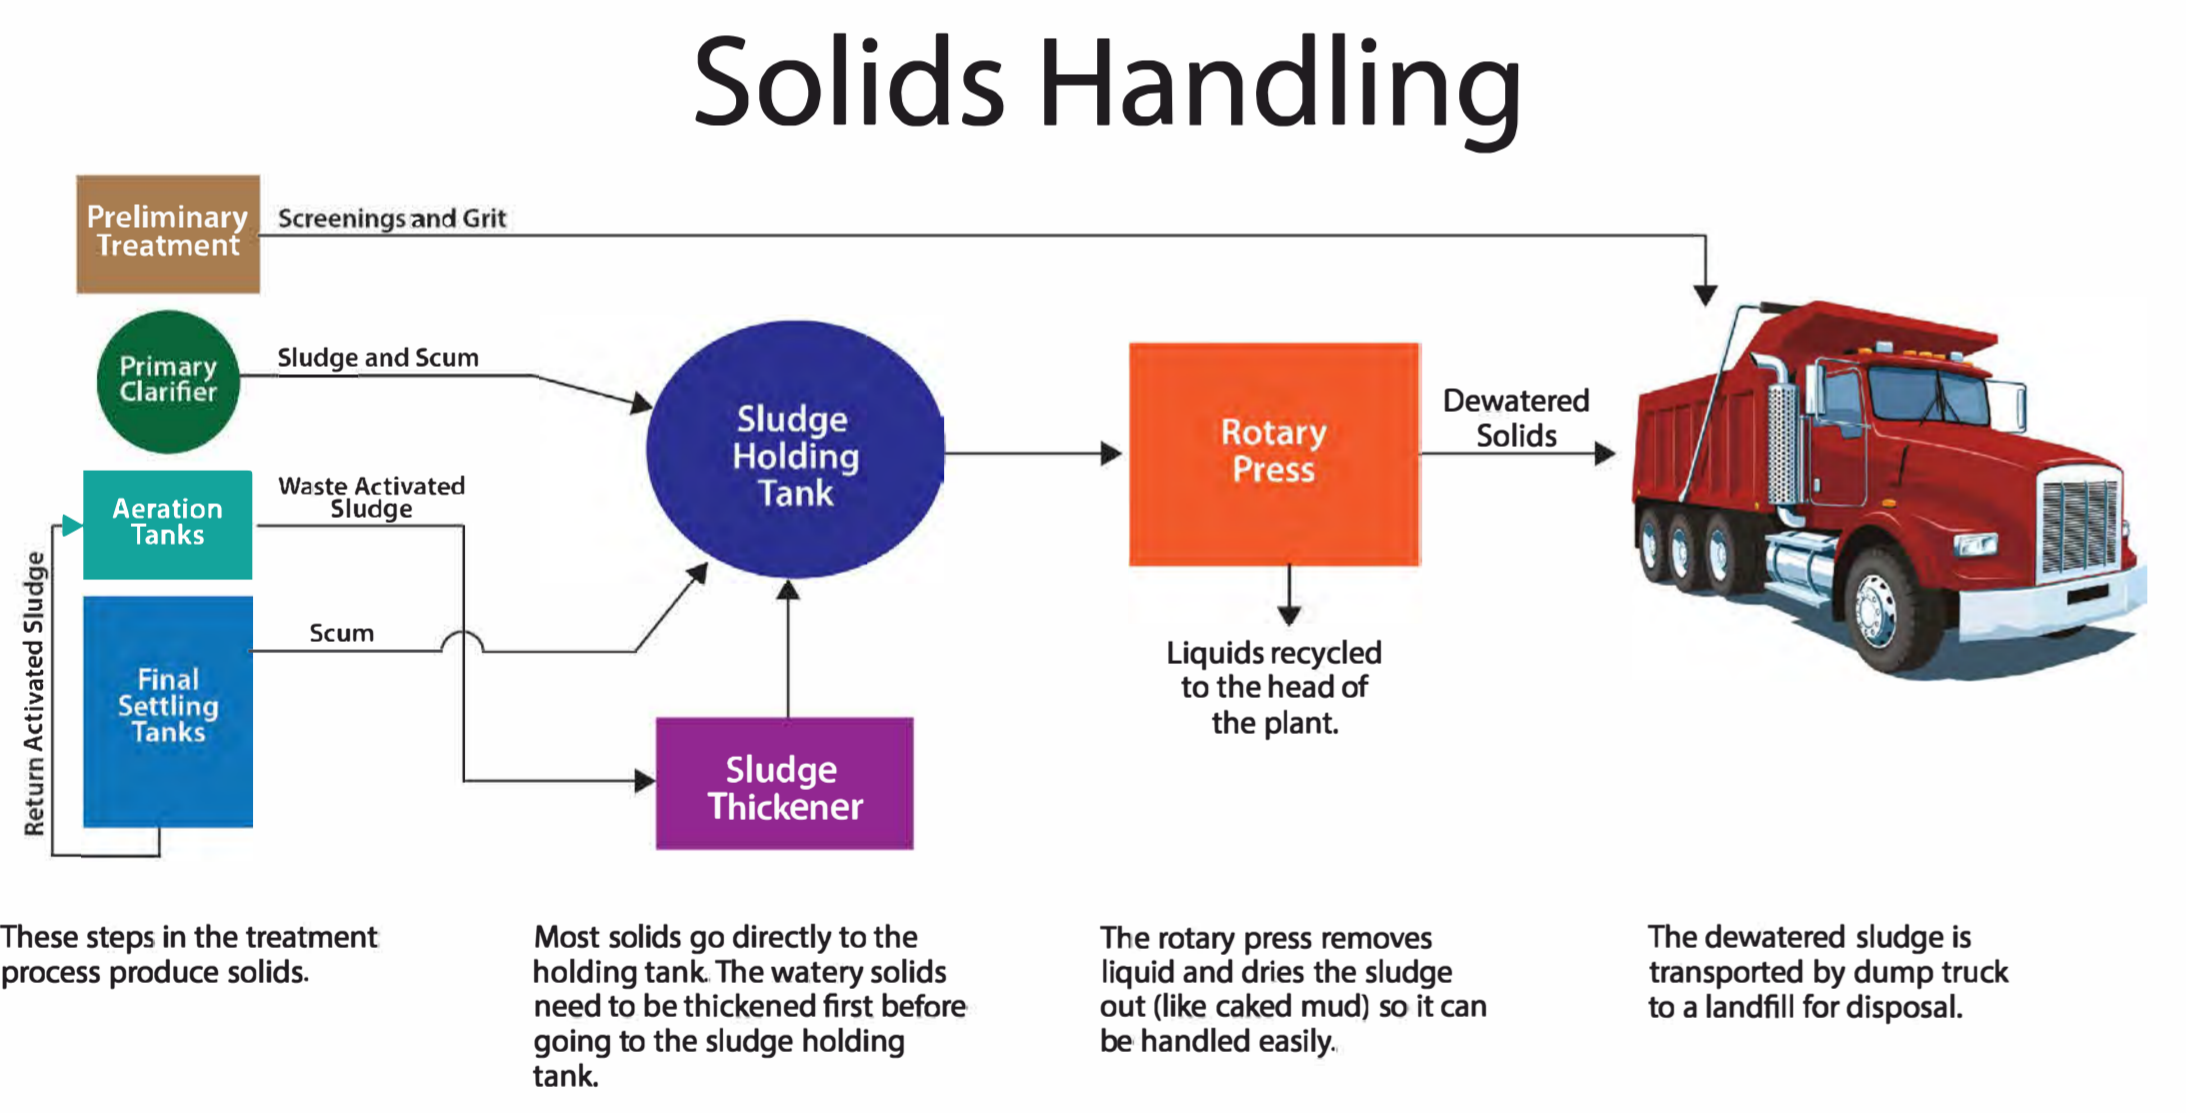 Solids Handling
Preliminary
Treatment
Screenings and Grit
Primary
Clarifier
Sludge and Scum
Aeration
Tanks
Waste Activated
Sludge
Return Activated Sludge
Final
Settling
Tanks
Scum
Sludge
Holding
Tank
Sludge
Thickener
Rotary
Press
Dewatered
Solids
Liquids recycled
to the head of
the plant.
These steps in the treatment
process produce solids.
Most solids go directly to the
holding tank. The watery solids
need to be thickened first before
going to the sludge holding
tank.
The rotary press removes
liquid and dries the sludge
out (like caked mud) so it can
be handled easily.
The dewatered sludge is
transported by dump truck
to a landfill for disposal.